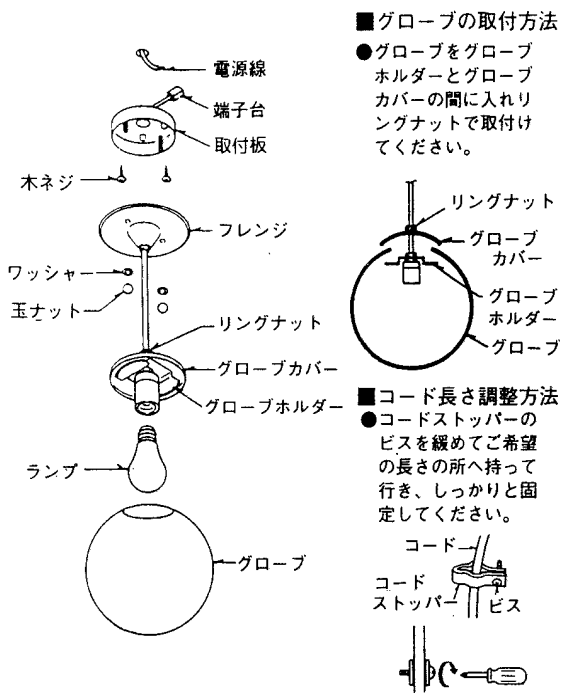 電源線
端子台
取付板
木ネジ
フレンジ
ワッシャー
玉ナット
リングナット
グローブカバー
グローブホルダー
ランプ
グローブ
■グローブの取付方法
●グローブをグローブ
ホルダーとグローブ
カバーの間に入れリ
ングナットで取付け
てください。
リングナット
グローブ
カバー
グローブ
ホルダー
グローブ
■コード長さ調整方法
●コードストッパーの
ビスを緩めてご希望
の長さの所へ持って
行き、しっかりと固
定してください。
コード
コード
ストッパー
ビス